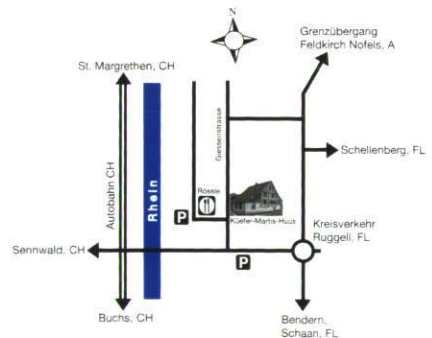 N
Grenzübergang
Feldkirch Nofels, A
St. Margrethen, CH
Autobahn CH
Rhein
Giessenstrasse
Schellenberg, FL
Rössle
P
Küefer-Martis-Huus
Kreisverkehr
Ruggell, FL
Sennwald, CH
P
Buchs, CH
Bendern,
Schaan, FL